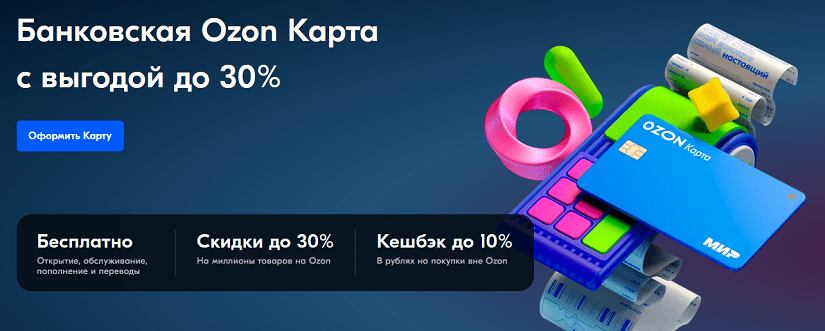 Банковская Ozon Карта
с выгодой до 30%
Оформить Карту
Бесплатно
Открытие, обслуживание,
пополнение и переводы
Скидки до 30%
На миллионы товаров на Ozon
Кешбэк до 10%
В рублях на покупки вне Ozon
настоящий
OZON Карта
МИР